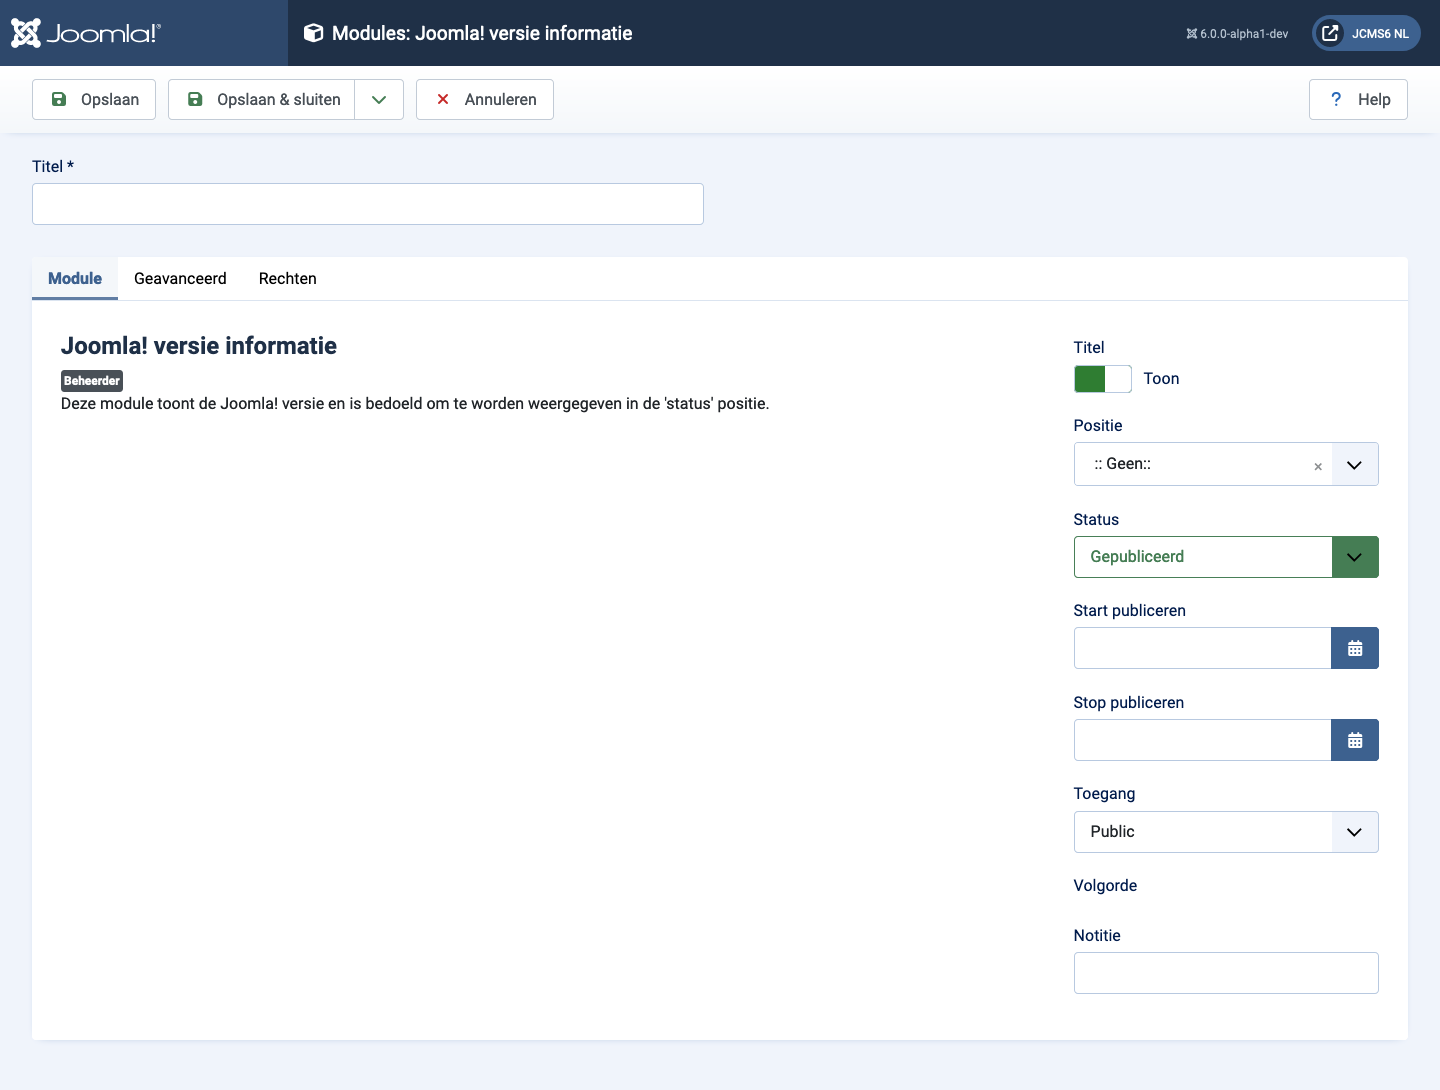 Joomla!®
Modules: Joomla! versie informatie
6.0.0-alpha1-dev
JCMS6 NL
Opslaan
Opslaan & sluiten
Annuleren
? Help
Titel *
Module
Geavanceerd
Rechten
Joomla! versie informatie
Beheerder
Deze module toont de Joomla! versie en is bedoeld om te worden weergegeven in de 'status' positie.
Titel
Toon
Positie
:: Geen::
Status
Gepubliceerd
Start publiceren
Stop publiceren
Toegang
Public
Volgorde
Notitie